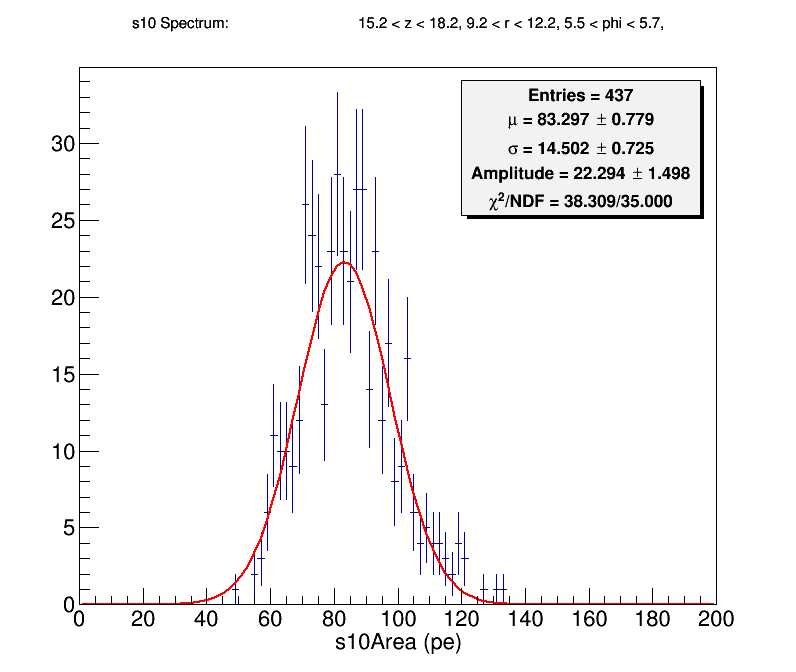 s10 Spectrum: 15.2 < z < 18.2, 9.2 < r < 12.2, 5.5 < phi < 5.7,
Entries = 437
μ = 83.297 ± 0.779
σ = 14.502 ± 0.725
Amplitude = 22.294 ± 1.498
χ²/NDF = 38.309/35.000
30
25
20
15
10
5
0
0 20 40 60 80 100 120 140 160 180 200
s10Area (pe)